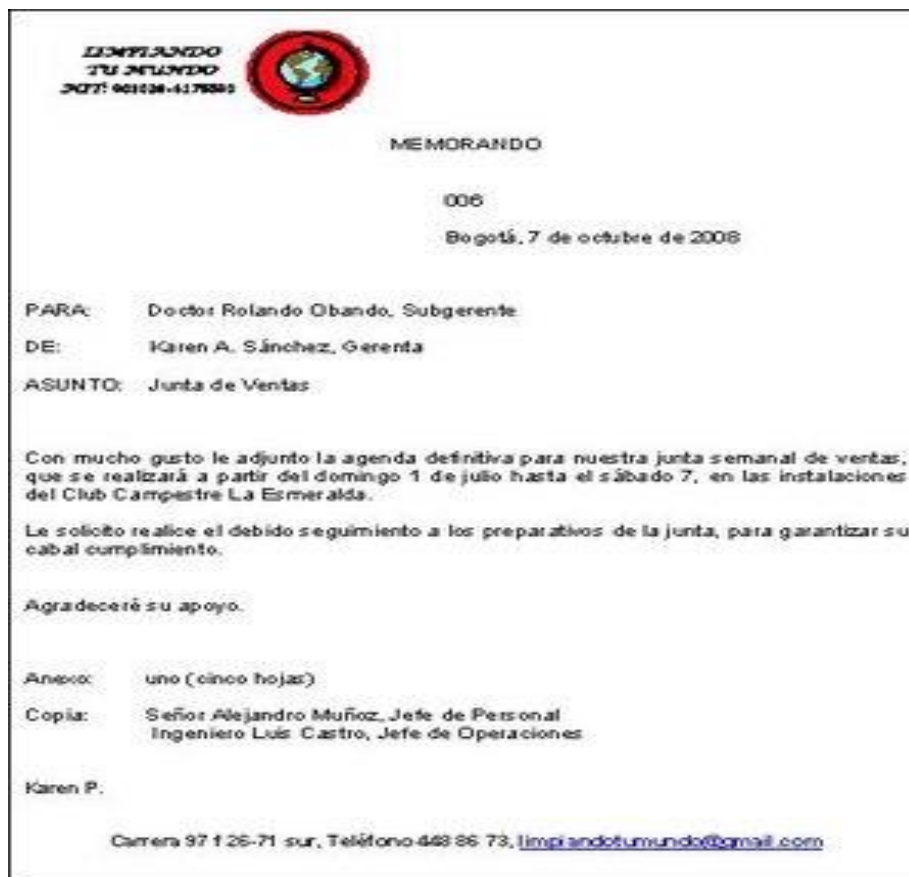 LIMPIANDO
TU MUNDO
MEMORANDO
006
Bogotá, 7 de octubre de 2008
PARA: Doctor Rolando Obando, Subgerente
DE: Karen A. Sánchez, Gerenta
ASUNTO: Junta de Ventas
Con mucho gusto le adjunto la agenda definitiva para nuestra junta semanal de ventas,
que se realizará a partir del domingo 1 de julio hasta el sábado 7, en las instalaciones
del Club Campestre La Esmeralda.
Le solicito realice el debido seguimiento a los preparativos de la junta, para garantizar su
cabal cumplimiento.
Agradeceré su apoyo.
Anexo: uno (cinco hojas)
Copia: Señor Alejandro Muñoz, Jefe de Personal
Ingeniero Luis Castro, Jefe de Operaciones
Karen P.
Carrera 97 f 26-71 sur, Teléfono 448 86 73, limpiandotumundo@gmail.com